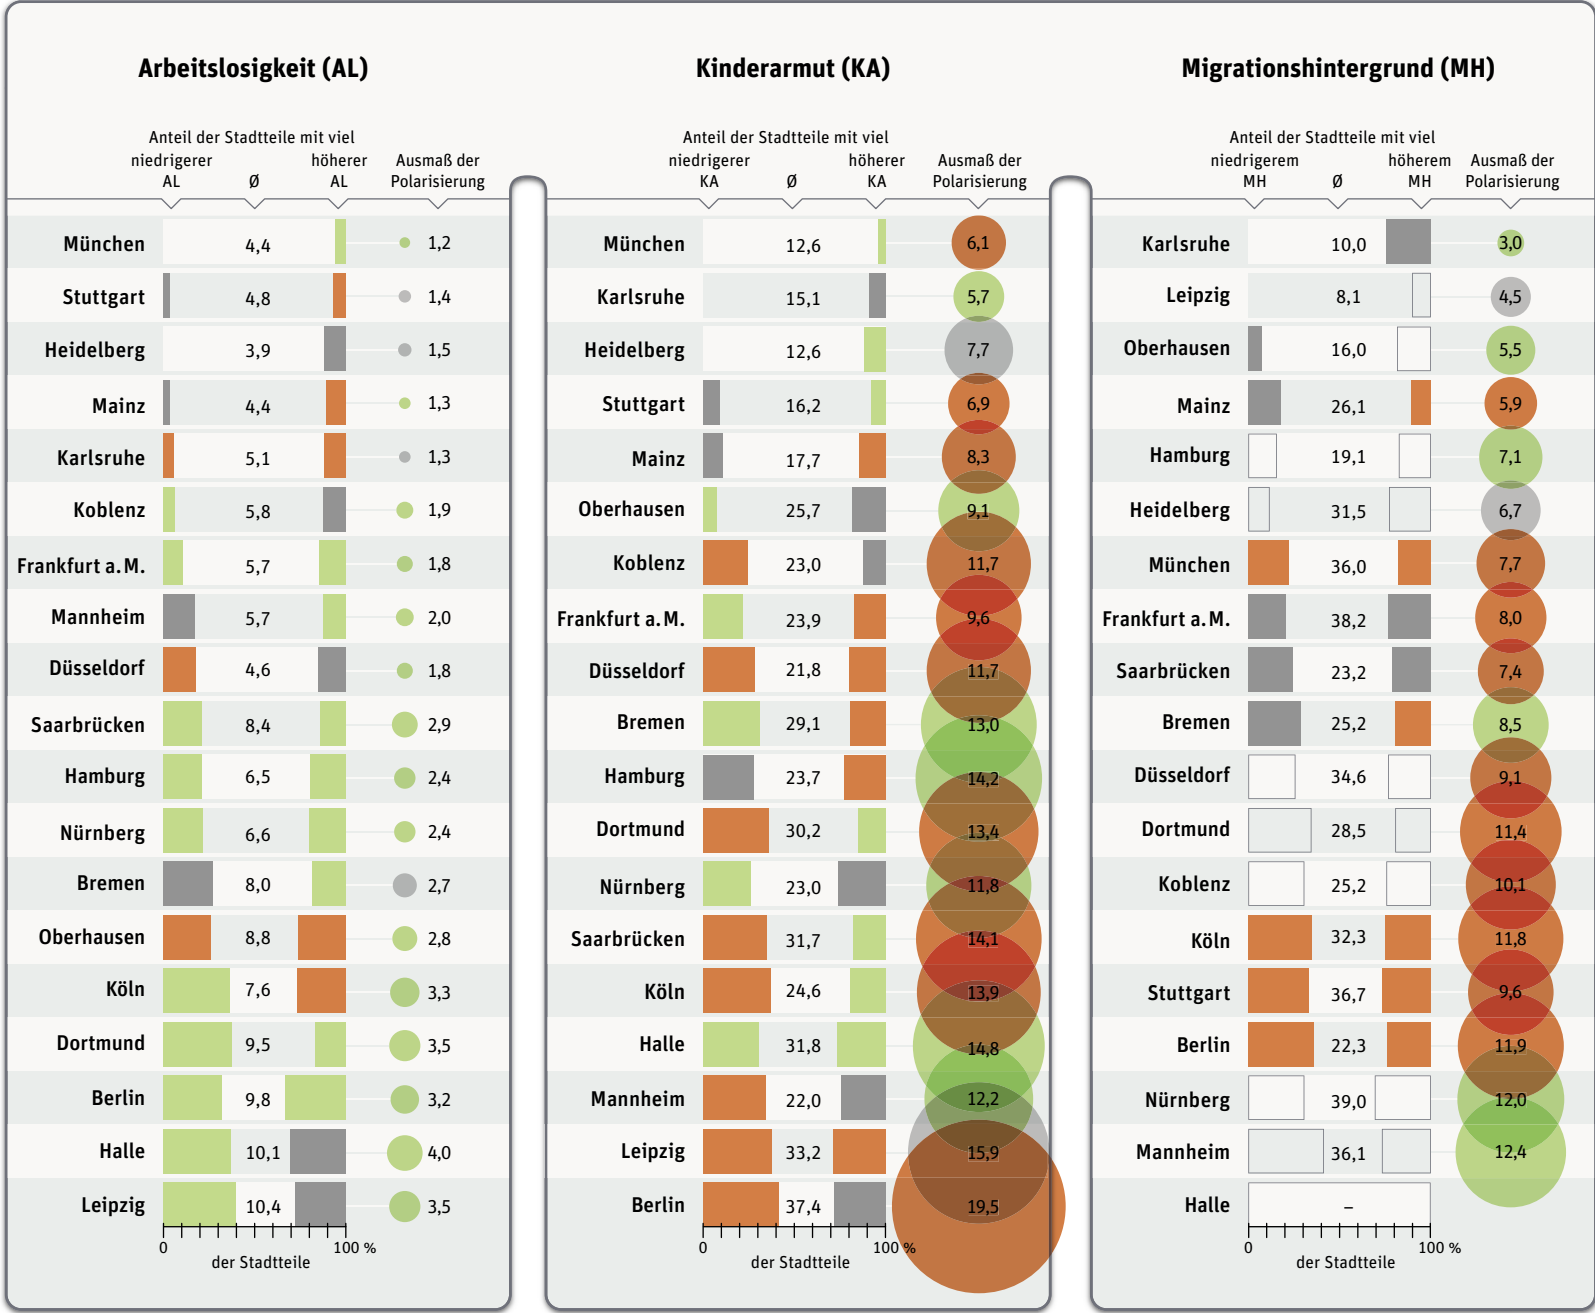 Arbeitslosigkeit (AL)
Anteil der Stadtteile mit viel
niedrigerer höherer Ausmaß der
AL Ø AL Polarisierung
München 4,4 1,2
Stuttgart 4,8 1,4
Heidelberg 3,9 1,5
Mainz 4,4 1,3
Karlsruhe 5,1 1,3
Koblenz 5,8 1,9
Frankfurt a. M. 5,7 1,8
Mannheim 5,7 2,0
Düsseldorf 4,6 1,8
Saarbrücken 8,4 2,9
Hamburg 6,5 2,4
Nürnberg 6,6 2,4
Bremen 8,0 2,7
Oberhausen 8,8 2,8
Köln 7,6 3,3
Dortmund 9,5 3,5
Berlin 9,8 3,2
Halle 10,1 4,0
Leipzig 10,4 3,5
0 100 %
der Stadtteile
Kinderarmut (KA)
Anteil der Stadtteile mit viel
niedrigerer höherer Ausmaß der
KA Ø KA Polarisierung
München 12,6 6,1
Karlsruhe 15,1 5,7
Heidelberg 12,6 7,7
Stuttgart 16,2 6,9
Mainz 17,7 8,3
Oberhausen 25,7 9,1
Koblenz 23,0 11,7
Frankfurt a. M. 23,9 9,6
Düsseldorf 21,8 11,7
Bremen 29,1 13,0
Hamburg 23,7 14,2
Dortmund 30,2 13,4
Nürnberg 23,0 11,8
Saarbrücken 31,7 14,1
Köln 24,6 13,9
Halle 31,8 14,8
Mannheim 22,0 12,2
Leipzig 33,2 15,9
Berlin 37,4 19,5
0 100 %
der Stadtteile
Migrationshintergrund (MH)
Anteil der Stadtteile mit viel
niedrigerem höherem Ausmaß der
MH Ø MH Polarisierung
Karlsruhe 10,0 3,0
Leipzig 8,1 4,5
Oberhausen 16,0 5,5
Mainz 26,1 5,9
Hamburg 19,1 7,1
Heidelberg 31,5 6,7
München 36,0 7,7
Frankfurt a. M. 38,2 8,0
Saarbrücken 23,2 7,4
Bremen 25,2 8,5
Düsseldorf 34,6 9,1
Dortmund 28,5 11,4
Koblenz 25,2 10,1
Köln 32,3 11,8
Stuttgart 36,7 9,6
Berlin 22,3 11,9
Nürnberg 39,0 12,0
Mannheim 36,1 12,4
Halle –
0 100 %
der Stadtteile